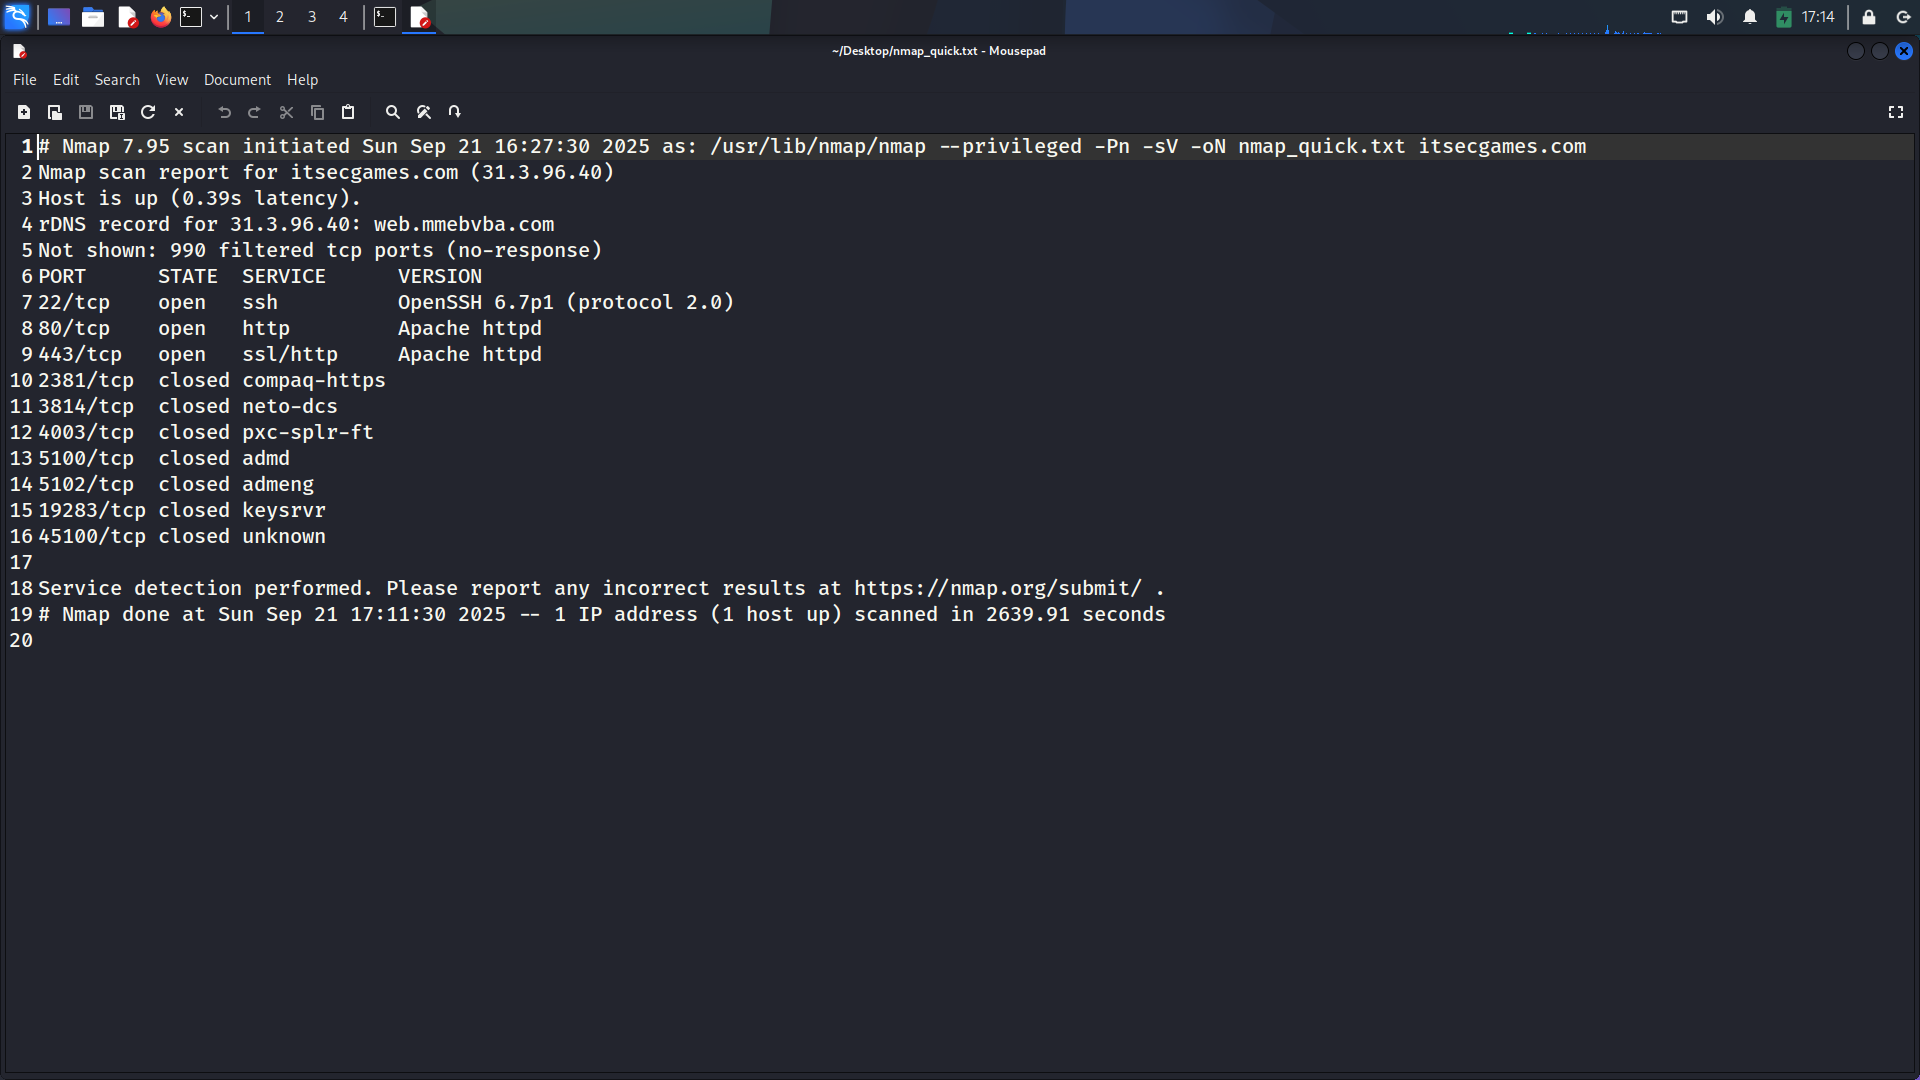 1 2 3 4 17:14
~/Desktop/nmap_quick.txt - Mousepad
File Edit Search View Document Help
1 # Nmap 7.95 scan initiated Sun Sep 21 16:27:30 2025 as: /usr/lib/nmap/nmap --privileged -Pn -sV -oN nmap_quick.txt itsecgames.com
2 Nmap scan report for itsecgames.com (31.3.96.40)
3 Host is up (0.39s latency).
4 rDNS record for 31.3.96.40: web.mmebvba.com
5 Not shown: 990 filtered tcp ports (no-response)
6 PORT      STATE  SERVICE      VERSION
7 22/tcp    open   ssh          OpenSSH 6.7p1 (protocol 2.0)
8 80/tcp    open   http         Apache httpd
9 443/tcp   open   ssl/http     Apache httpd
10 2381/tcp  closed compaq-https
11 3814/tcp  closed neto-dcs
12 4003/tcp  closed pxc-splr-ft
13 5100/tcp  closed admd
14 5102/tcp  closed admeng
15 19283/tcp closed keysrvr
16 45100/tcp closed unknown
17
18 Service detection performed. Please report any incorrect results at https://nmap.org/submit/ .
19 # Nmap done at Sun Sep 21 17:11:30 2025 -- 1 IP address (1 host up) scanned in 2639.91 seconds
20